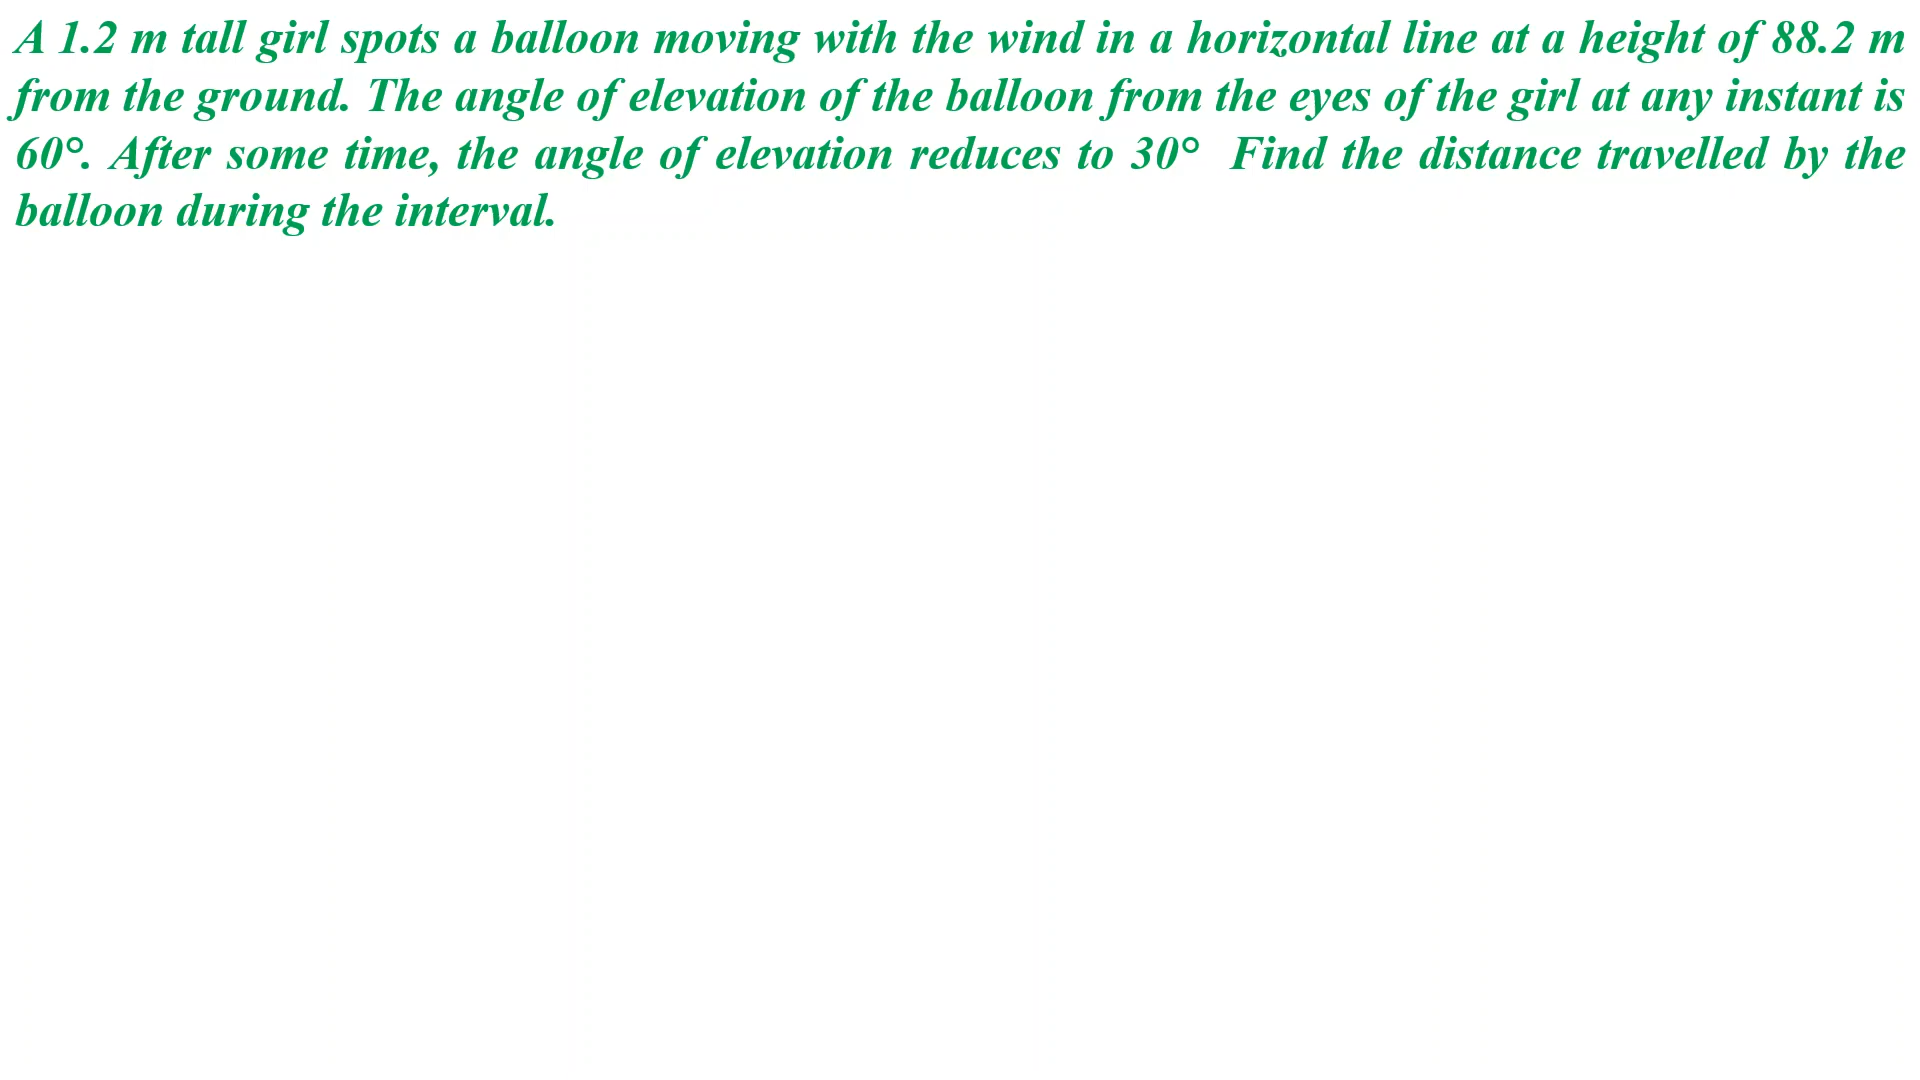 A 1.2 m tall girl spots a balloon moving with the wind in a horizontal line at a height of 88.2 m
from the ground. The angle of elevation of the balloon from the eyes of the girl at any instant is
60°. After some time, the angle of elevation reduces to 30° Find the distance travelled by the
balloon during the interval.